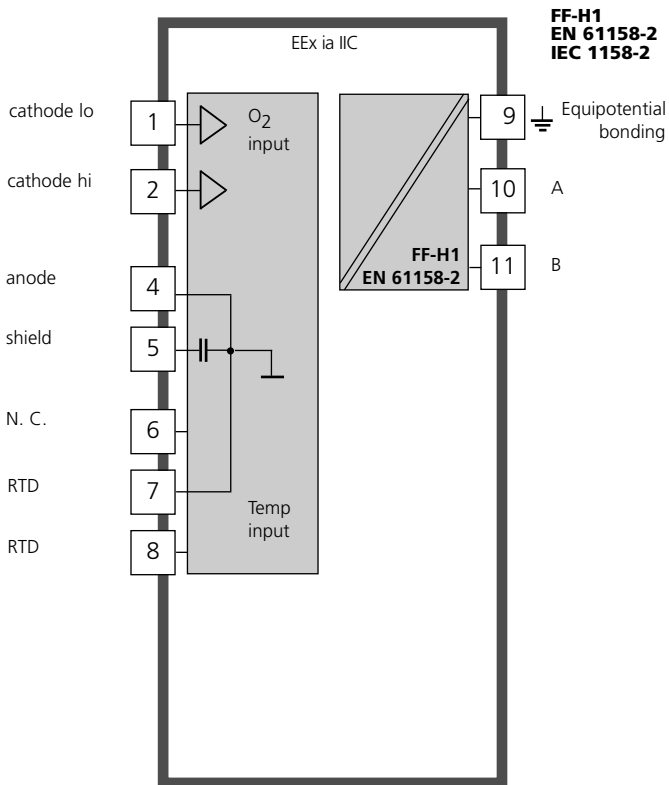 FF-H1
EN 61158-2
IEC 1158-2
EEx ia IIC
cathode lo
1
O2
input
9
Equipotential
bonding
cathode hi
2
10
A
FF-H1
EN 61158-2
11
B
anode
4
shield
5
N. C.
6
RTD
7
Temp
input
RTD
8